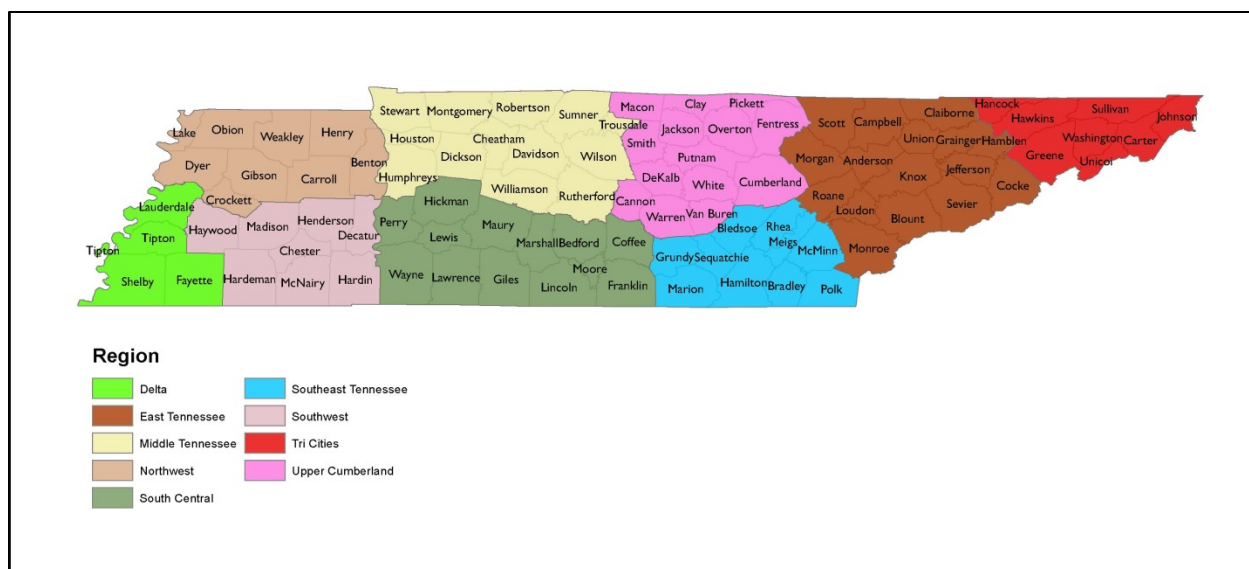 Stewart Montgomery Robertson Sumner Macon Clay Pickett Claiborne Hancock Sullivan Johnson
Lake Obion Weakley Henry Houston Cheatham Trousdale Jackson Overton Fentress Scott Campbell Hawkins
Smith Union Grainger Hamblen Washington Carter
Dyer Benton Dickson Davidson Wilson Putnam Morgan Anderson Greene Unicoi
Gibson Carroll Humphreys DeKalb White Cumberland Knox Jefferson
Crockett Williamson Rutherford Cannon Roane Cocke
Lauderdale Hickman Warren Van Buren Loudon Blount Sevier
Haywood Madison Henderson Perry Maury Bledsoe Rhea
Tipton Decatur Lewis Marshall Bedford Coffee Meigs Monroe
Tipton Chester Grundy Sequatchie McMinn
Shelby Fayette Hardeman McNairy Hardin Wayne Lawrence Giles Moore
Lincoln Franklin Marion Hamilton Bradley Polk
Region
Delta
East Tennessee
Middle Tennessee
Northwest
South Central
Southeast Tennessee
Southwest
Tri Cities
Upper Cumberland